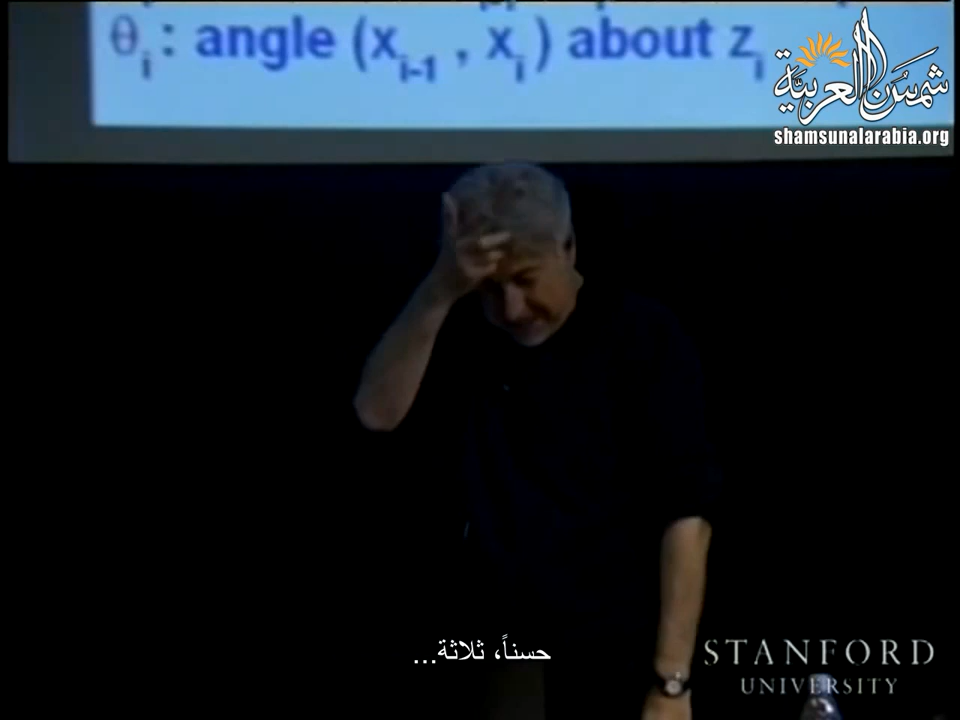 θi : angle (xi-1 , xi) about zi
شمس العربية
shamsunalarabia.org
حسناً، ثلاثة...
STANFORD
UNIVERSITY